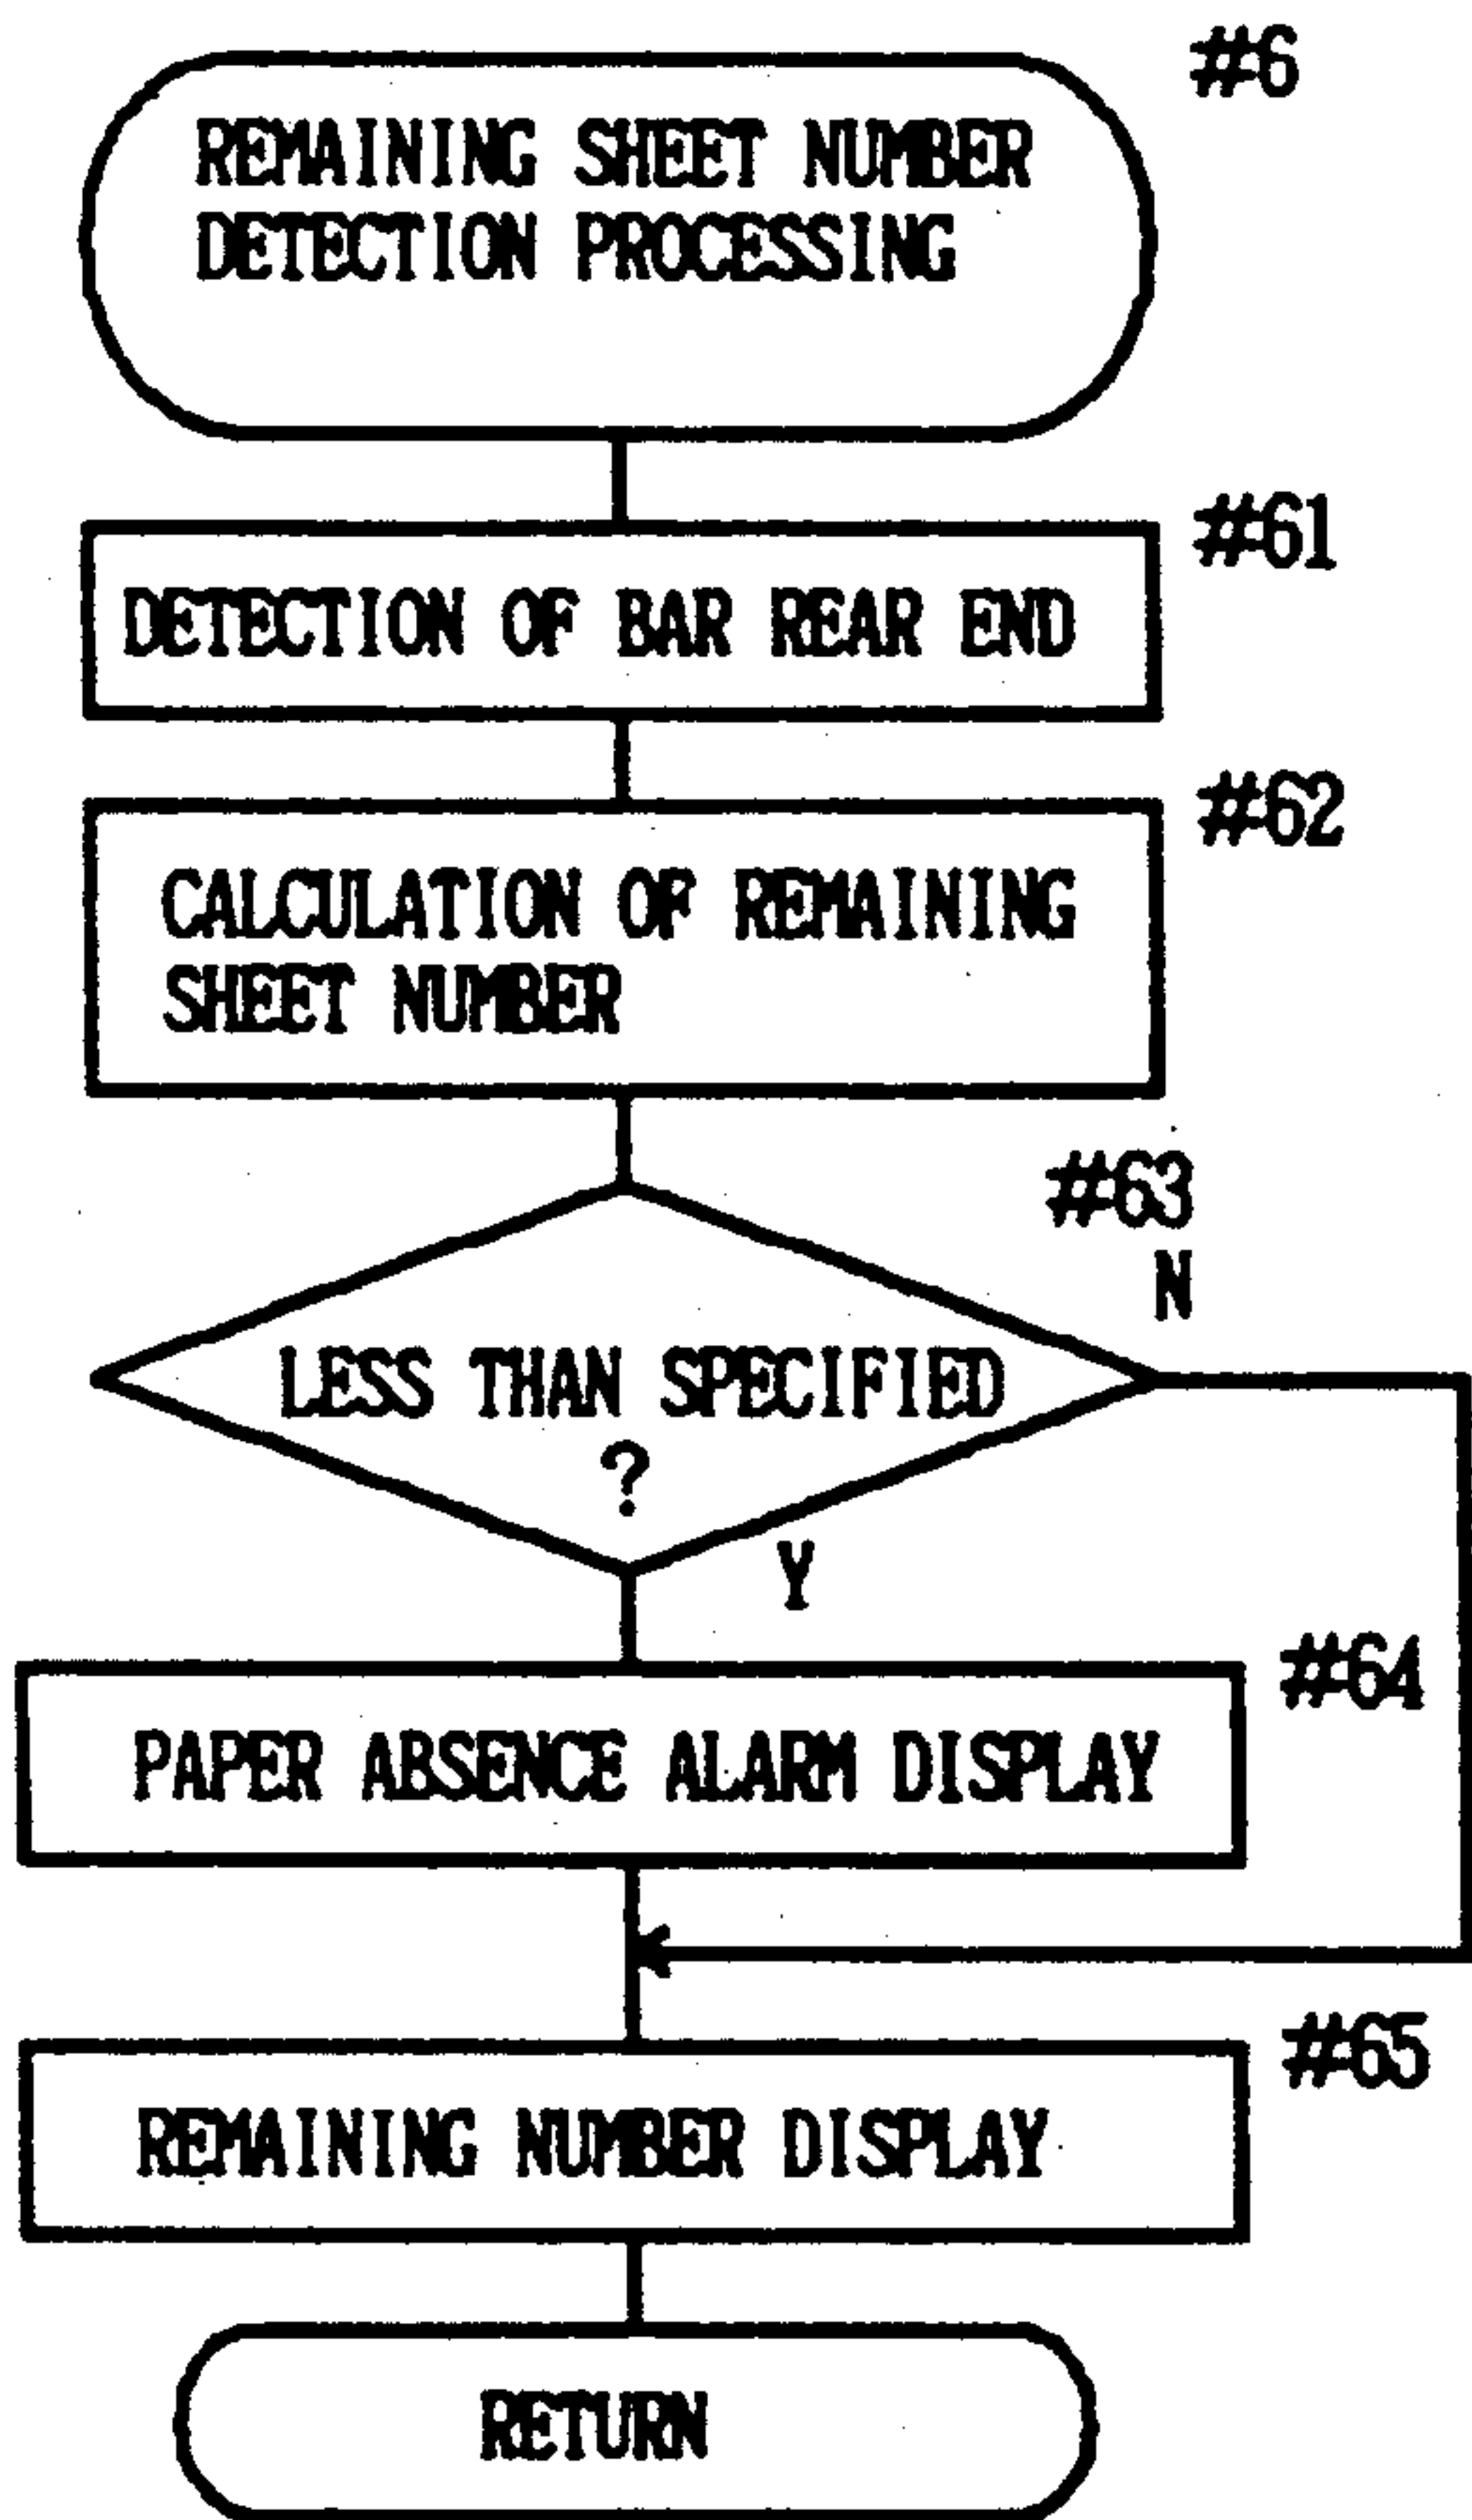 #6
REMAINING SHEET NUMBER
DETECTION PROCESSING
#61
DETECTION OF BAR REAR END
#62
CALCULATION OF REMAINING
SHEET NUMBER
#63
N
LESS THAN SPECIFIED
?
Y
#64
PAPER ABSENCE ALARM DISPLAY
#65
REMAINING NUMBER DISPLAY
RETURN